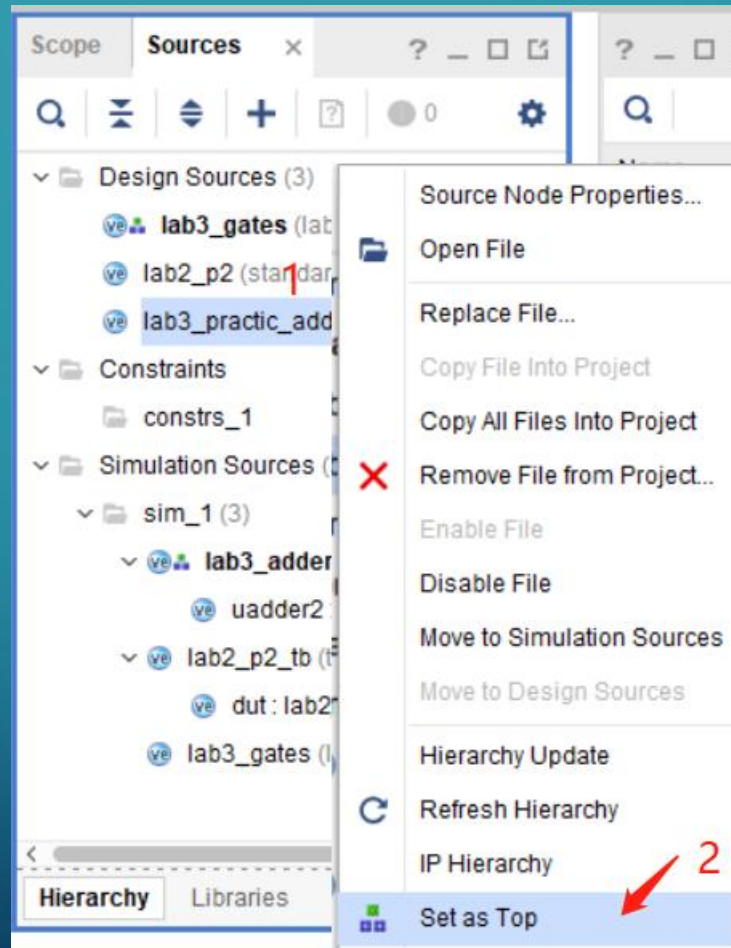 Scope Sources × ? _
0
Design Sources (3)
lab3_gates (lab
lab2_p2 (standar
1
lab3_practic_add
Constraints
constrs_1
Simulation Sources (
sim_1 (3)
lab3_adder
uadder2 :
lab2_p2_tb (t
dut : lab2
lab3_gates (l
Hierarchy Libraries
? _
Source Node Properties...
Open File
Replace File...
Copy File Into Project
Copy All Files Into Project
Remove File from Project...
Enable File
Disable File
Move to Simulation Sources
Move to Design Sources
Hierarchy Update
Refresh Hierarchy
IP Hierarchy
2
Set as Top